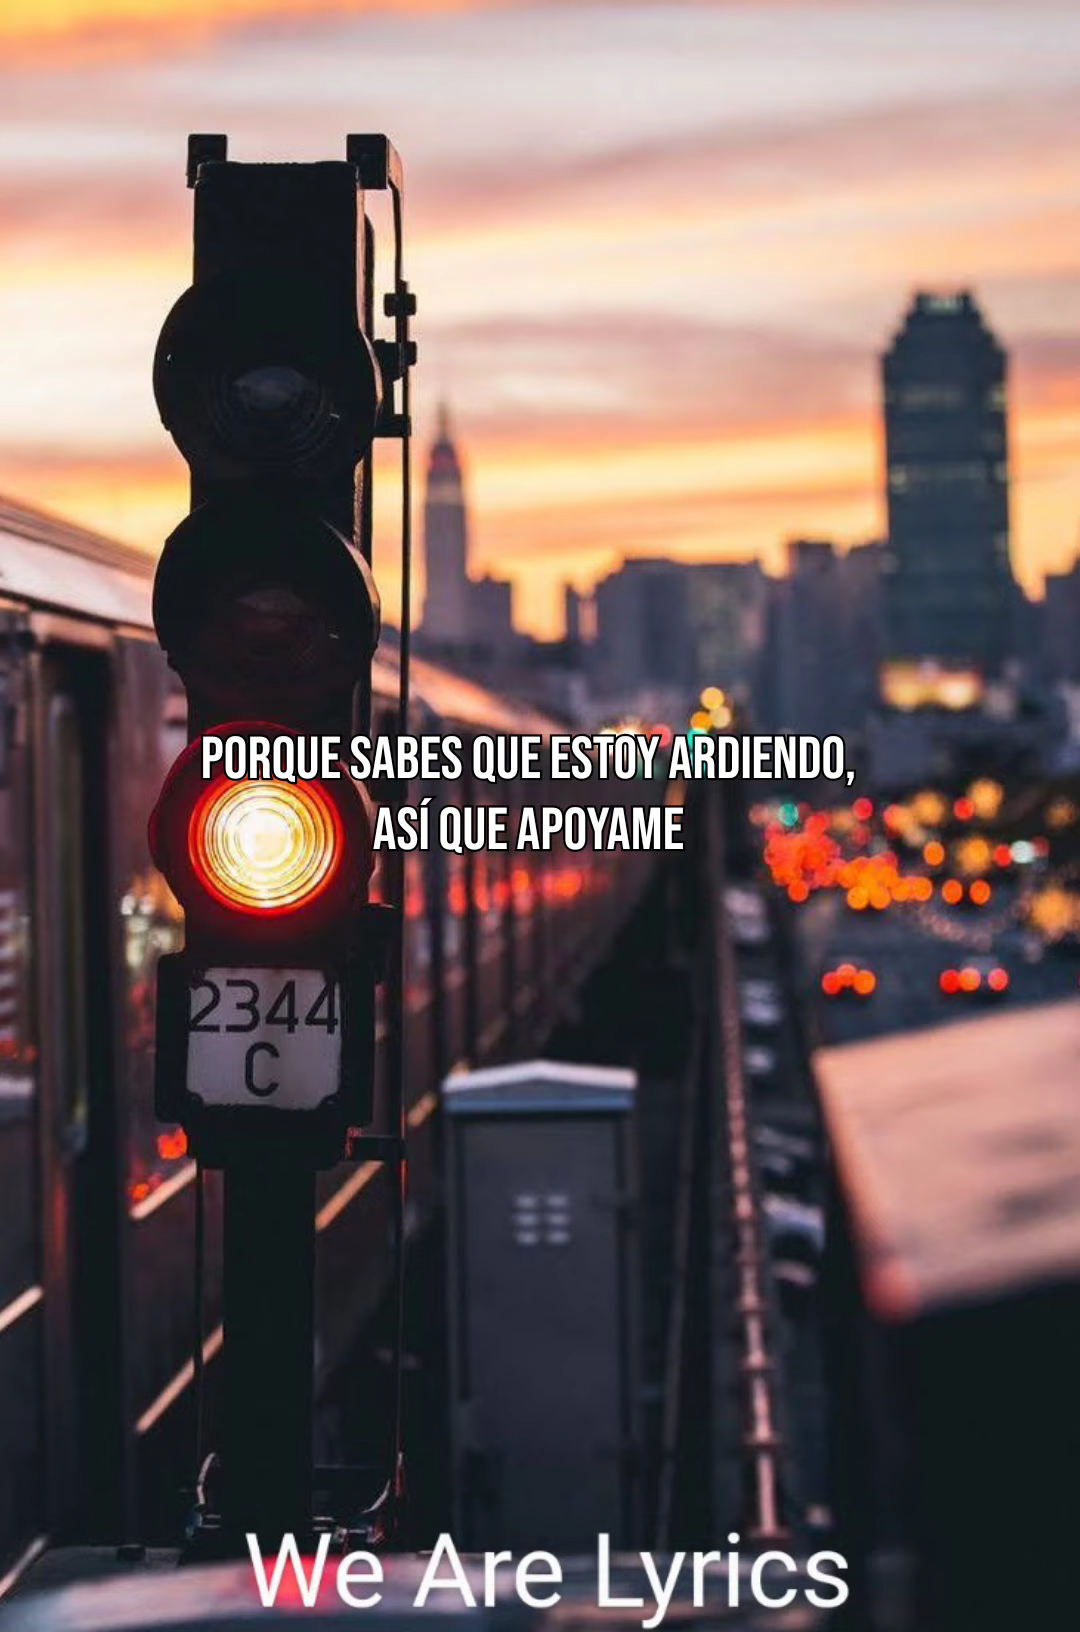 PORQUE SABES QUE ESTOY ARDIENDO,
ASÍ QUE APOYAME
2344
C
We Are Lyrics